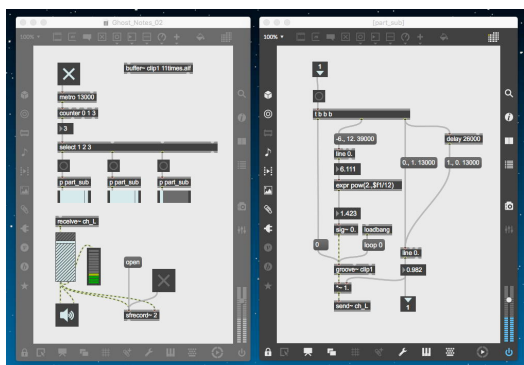 Ghost_Notes_02
100%
buffer~ clip1 11times.aif
metro 13000
counter 0 1 3
3
select 1 2 3
p part_sub
p part_sub
p part_sub
receive~ ch_L
open
sfrecord~ 2
[part_sub]
100%
1
t b b b
-6., 12. 39000
delay 26000
line 0.
0., 1. 13000
1., 0. 13000
6.111
expr pow(2.,$f1/12)
1.423
sig~ 0.
loadbang
0
loop 0
line 0.
groove~ clip1
0.982
*~ 1.
send~ ch_L
1